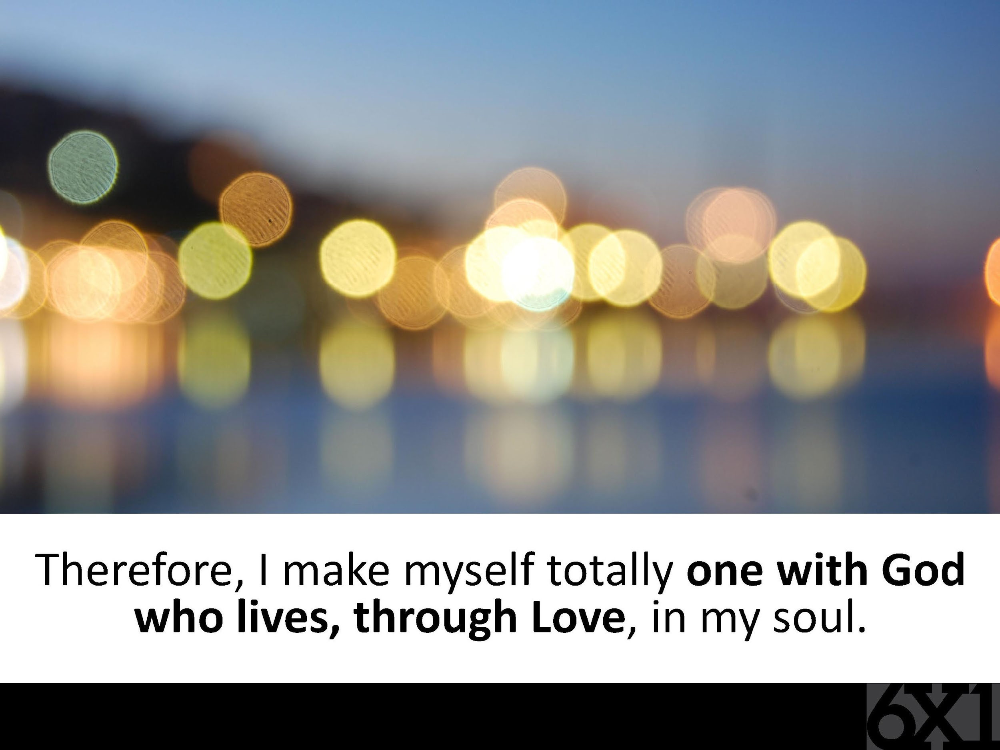 Therefore, I make myself totally one with God
who lives, through Love, in my soul.
6X1